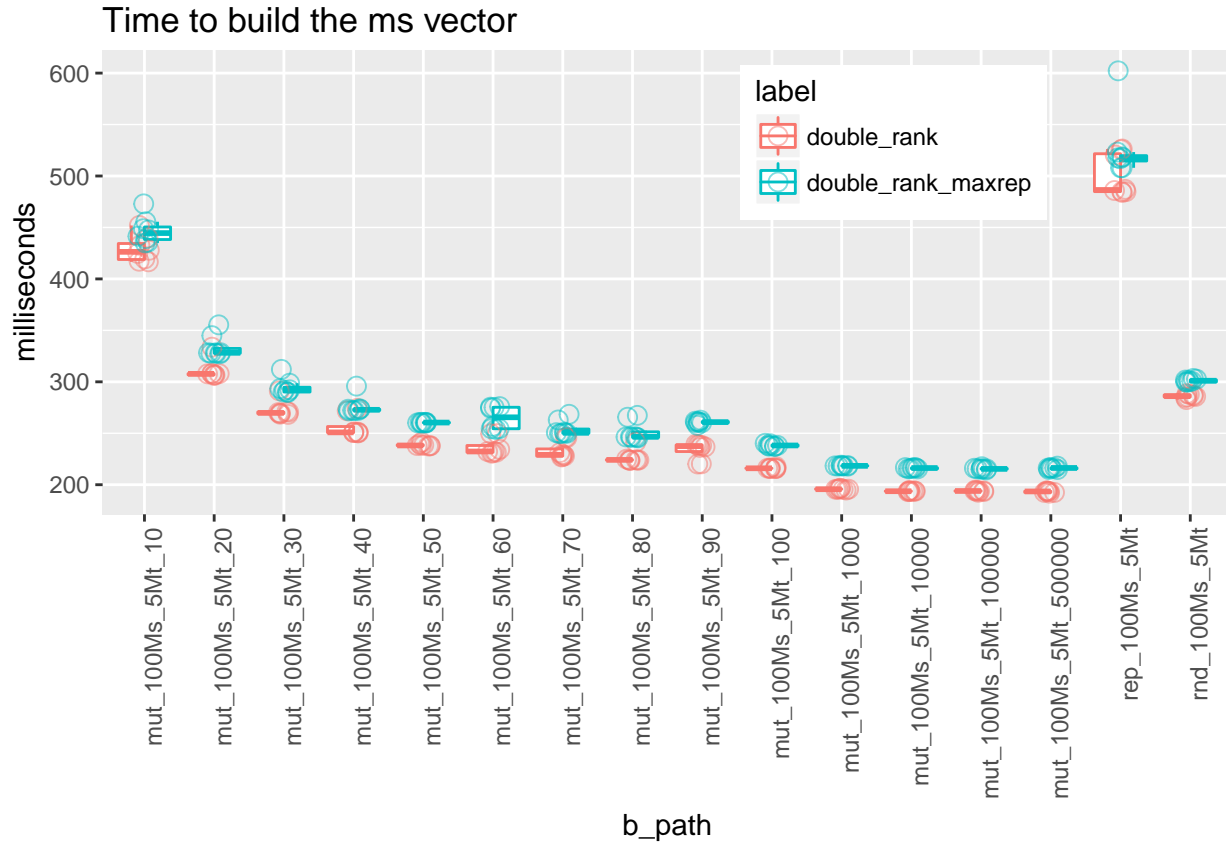 Time to build the ms vector
600
500
400
300
200
milliseconds
label
double_rank
double_rank_maxrep
mut_100Ms_5Mt_10
mut_100Ms_5Mt_20
mut_100Ms_5Mt_30
mut_100Ms_5Mt_40
mut_100Ms_5Mt_50
mut_100Ms_5Mt_60
mut_100Ms_5Mt_70
mut_100Ms_5Mt_80
mut_100Ms_5Mt_90
mut_100Ms_5Mt_100
mut_100Ms_5Mt_1000
mut_100Ms_5Mt_10000
mut_100Ms_5Mt_100000
mut_100Ms_5Mt_500000
rep_100Ms_5Mt
rnd_100Ms_5Mt
b_path